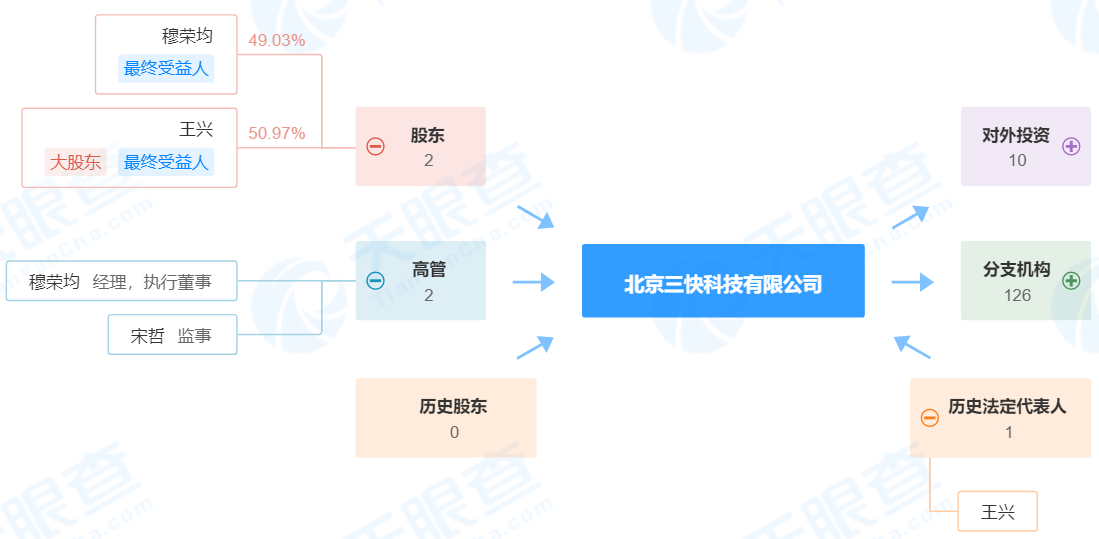 穆荣均
最终受益人
49.03%
王兴
大股东 最终受益人
50.97%
股东
2
穆荣均 经理，执行董事
宋哲 监事
高管
2
历史股东
0
北京三快科技有限公司
对外投资
10
分支机构
126
历史法定代表人
1
王兴
天眼查
TianYanCha.com